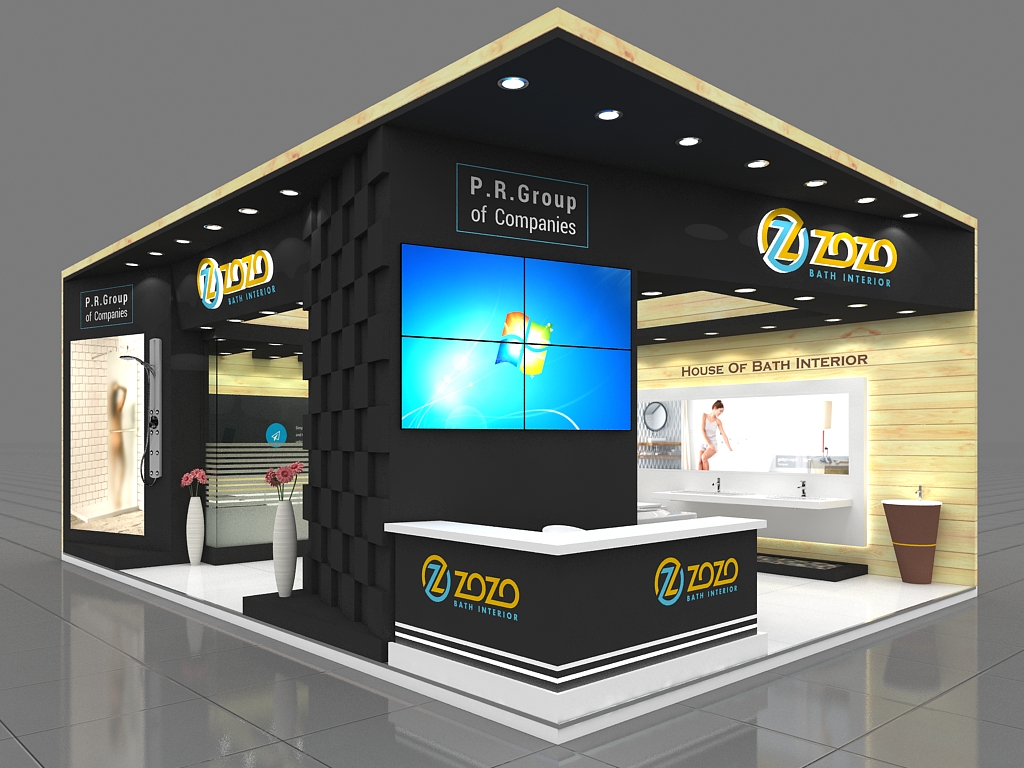 P.R.Group
of Companies
ZOZO
BATH INTERIOR
P.R.Group
of Companies
ZOZO
BATH INTERIOR
HOUSE OF BATH INTERIOR
ZOZO
BATH INTERIOR
ZOZO
BATH INTERIOR